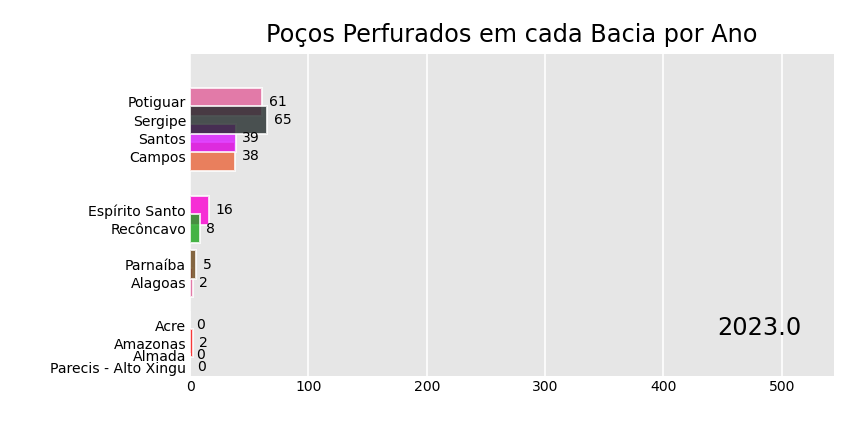 Poços Perfurados em cada Bacia por Ano
Potiguar 61
Sergipe 65
Santos 39
Campos 38
Espírito Santo 16
Recôncavo 8
Parnaíba 5
Alagoas 2
Acre 0
2023.0
Amazonas 2
Almada 0
Parecis - Alto Xingu 0
0 100 200 300 400 500